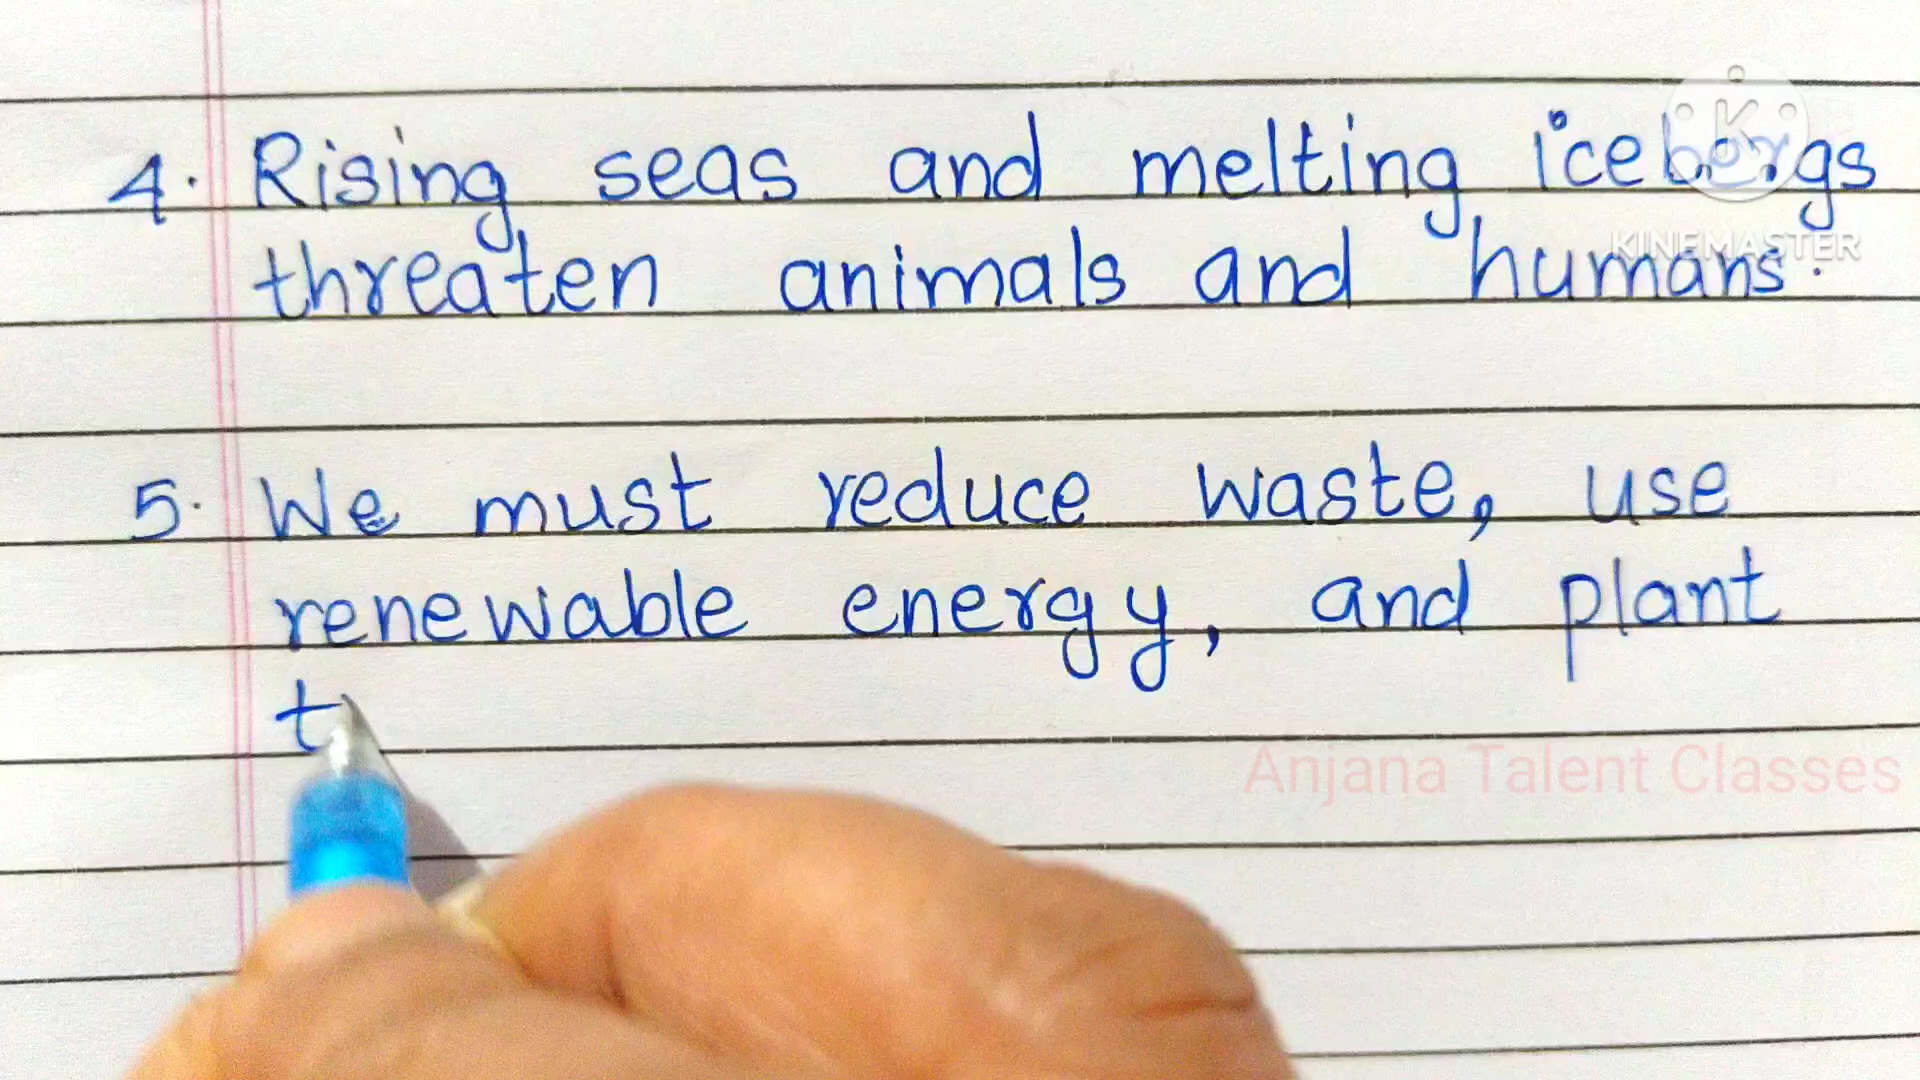 4. Rising seas and melting icebergs
KINEMASTER
threaten animals and humans.
5. We must reduce waste, use
renewable energy, and plant
t
Anjana Talent Classes